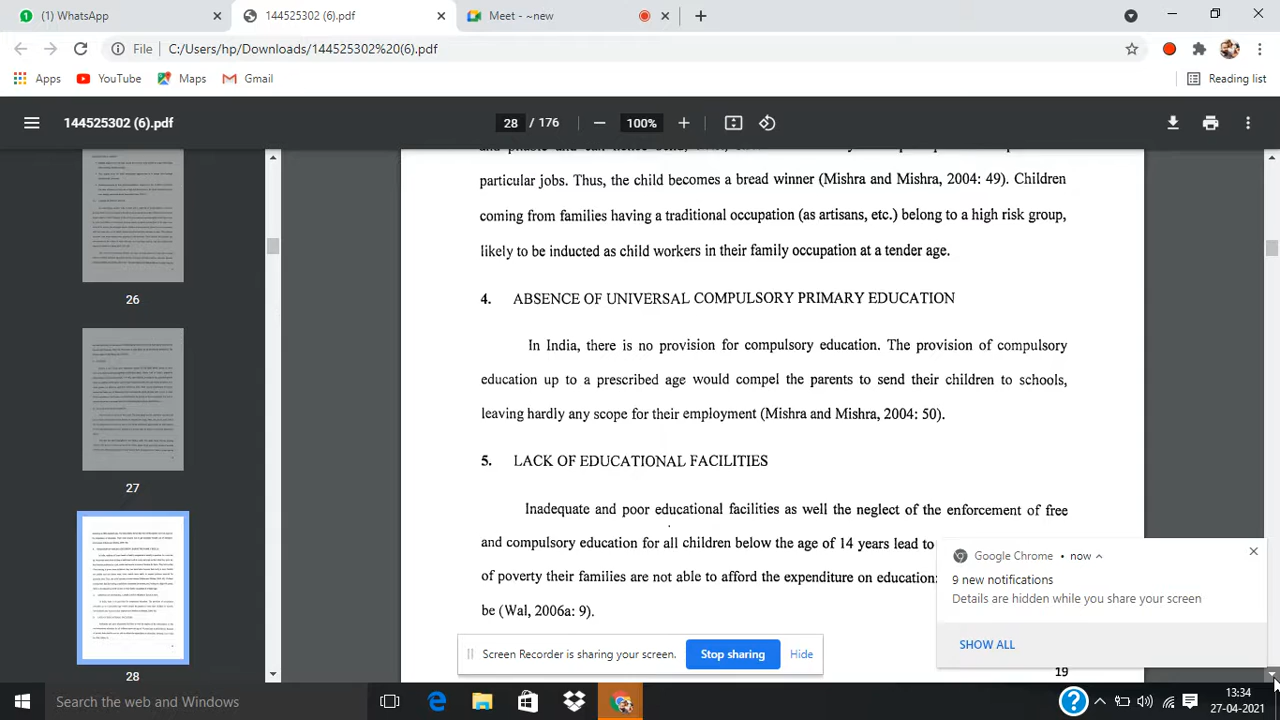 (1) WhatsApp
144525302 (6).pdf
Meet - ~new
File
C:/Users/hp/Downloads/144525302%20(6).pdf
Apps
YouTube
Maps
Gmail
Reading list
144525302 (6).pdf
28 / 176
100%
26
27
28
particular jobs. Thus, the child becomes a bread winner (Mishra and Mishra, 2004: 49). Children
coming from families having a traditional occupation (as artisans, etc.) belong to a high risk group,
likely to be inducted as child workers in their family occupation at a tender age.
4. ABSENCE OF UNIVERSAL COMPULSORY PRIMARY EDUCATION
In India, there is no provision for compulsory education. The provision of compulsory
education up to a prescribed age would compel the parents to send their children to schools,
leaving hardly any scope for their employment (Mishra and Mishra, 2004: 50).
5. LACK OF EDUCATIONAL FACILITIES
Inadequate and poor educational facilities as well the neglect of the enforcement of free
and compulsory education for all children below the age of 14 years lead to
of poverty the families are not able to afford the expenditure on education
be (Wal, 2006a: 9).
19
Google Chrome • now
5 new notifications
Details are hidden while you share your screen
SHOW ALL
Screen Recorder is sharing your screen.
Stop sharing
Hide
Search the web and Windows
13:34
27-04-2021